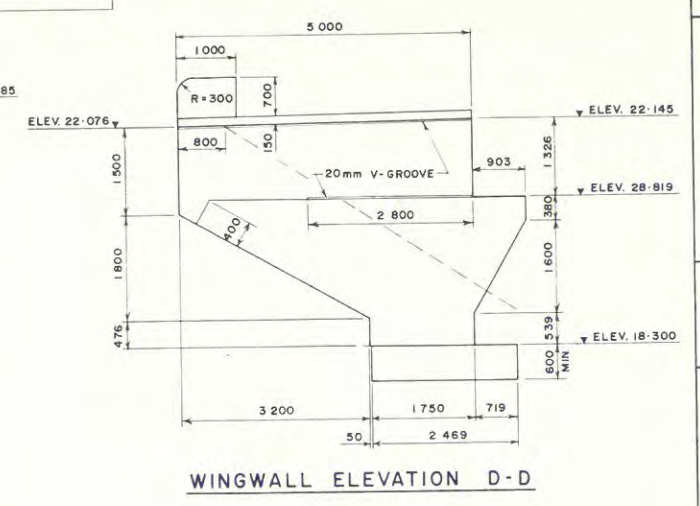 5 000
1 000
R=300
700
85
ELEV. 22·076
ELEV. 22·145
800
150
1 326
903
1 500
20mm V-GROOVE
ELEV. 28·819
380
2 800
400
1 800
1 600
476
539
ELEV. 18·300
600
MIN
3 200
1 750
719
50
2 469
WINGWALL ELEVATION D-D